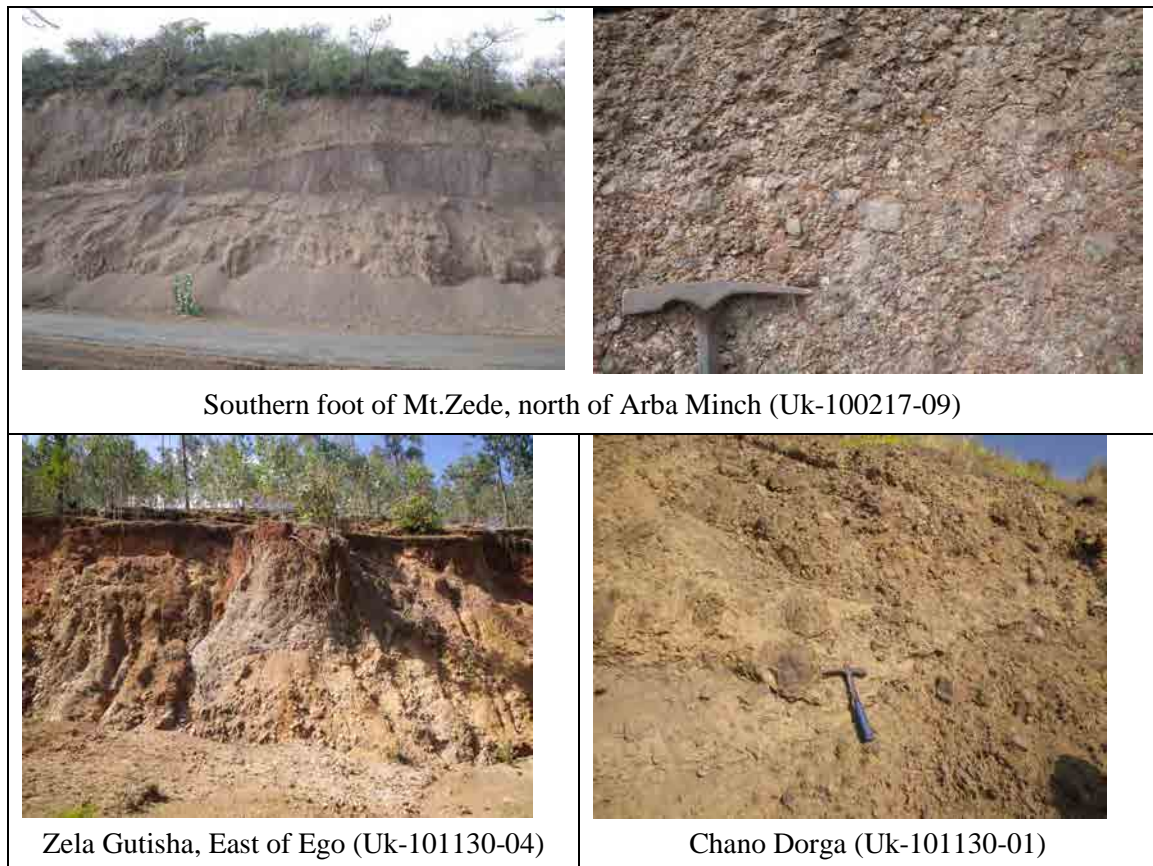 Southern foot of Mt.Zede, north of Arba Minch (Uk-100217-09)
Zela Gutisha, East of Ego (Uk-101130-04)
Chano Dorga (Uk-101130-01)